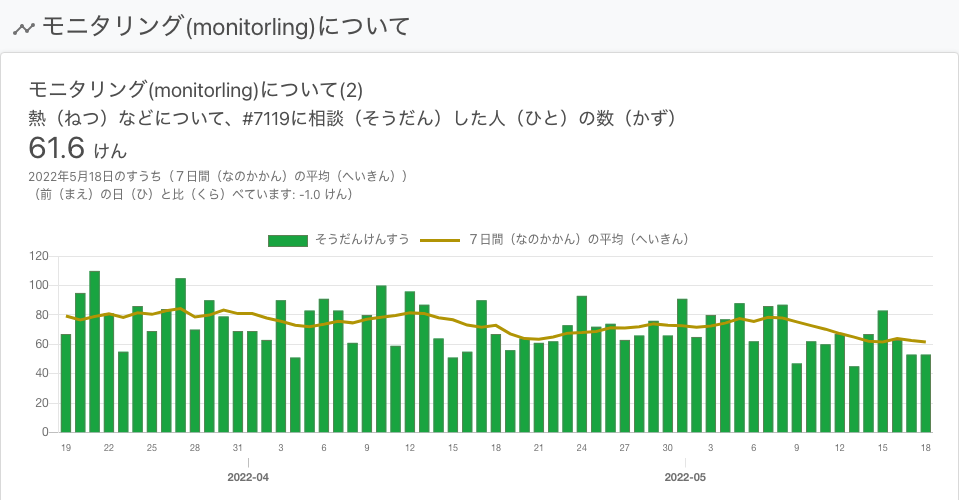 モニタリング(monitorling)について
モニタリング(monitorling)について(2)
熱（ねつ）などについて、#7119に相談（そうだん）した人（ひと）の数（かず）
61.6 けん
2022年5月18日のすうち（７日間（なのかかん）の平均（へいきん））
（前（まえ）の日（ひ）と比（くら）べています: -1.0 けん）
そうだんけんすう ７日間（なのかかん）の平均（へいきん）
120
100
80
60
40
20
0
19 22 25 28 31 3 6 9 12 15 18 21 24 27 30 3 6 9 12 15 18
2022-04 2022-05